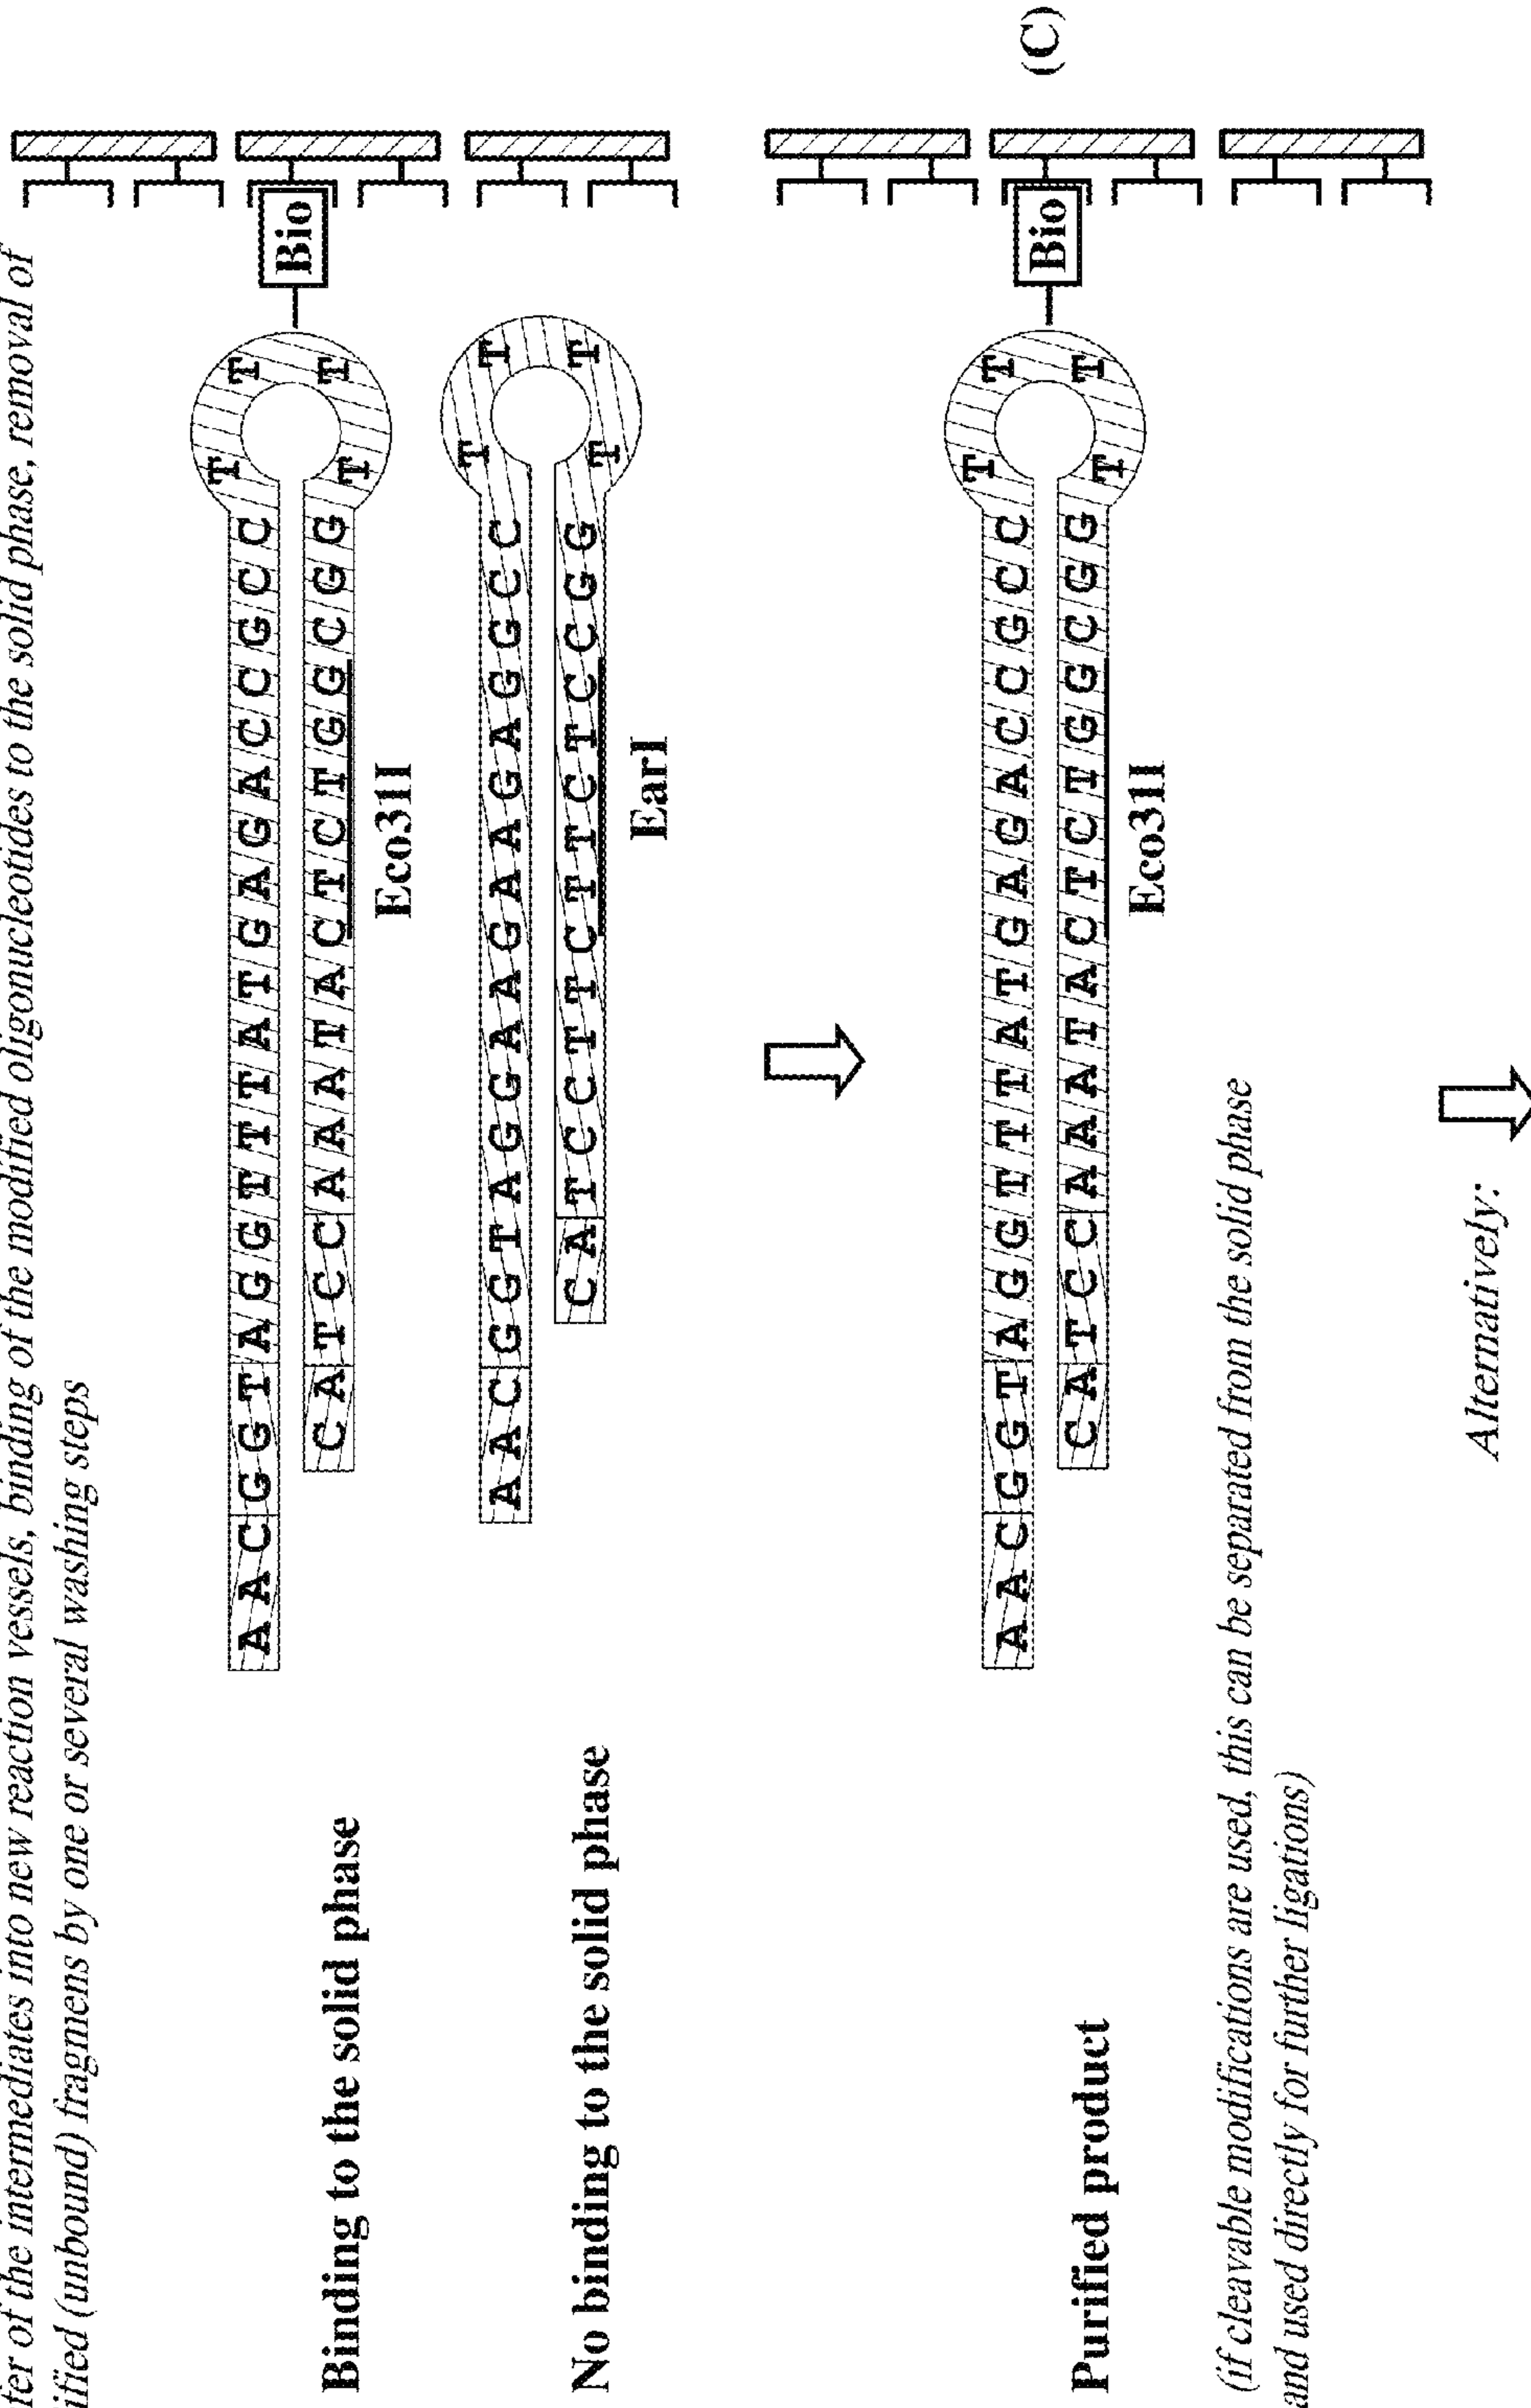 fer of the intermediates into new reaction vessels, binding of the modified oligonucleotides to the solid phase, removal of
ified (unbound) fragmens by one or several washing steps
A A C G G T A G G T T T A T G A G A C C G C C T T
Bio
Binding to the solid phase
C A T C C A A A T A C T C T G G C G G T T
Eco31I
A A C G G T A G G A A G A A G A G G C C T T
No binding to the solid phase
C A T C C T T C T T C T C C G G T T
EarI
A A C G G T A G G T T T A T G A G A C C G C C T T
Bio
(C)
Purified product
C A T C C A A A T A C T C T G G C G G T T
Eco31I
(if cleavable modifications are used, this can be separated from the solid phase
and used directly for further ligations)
Alternatively: